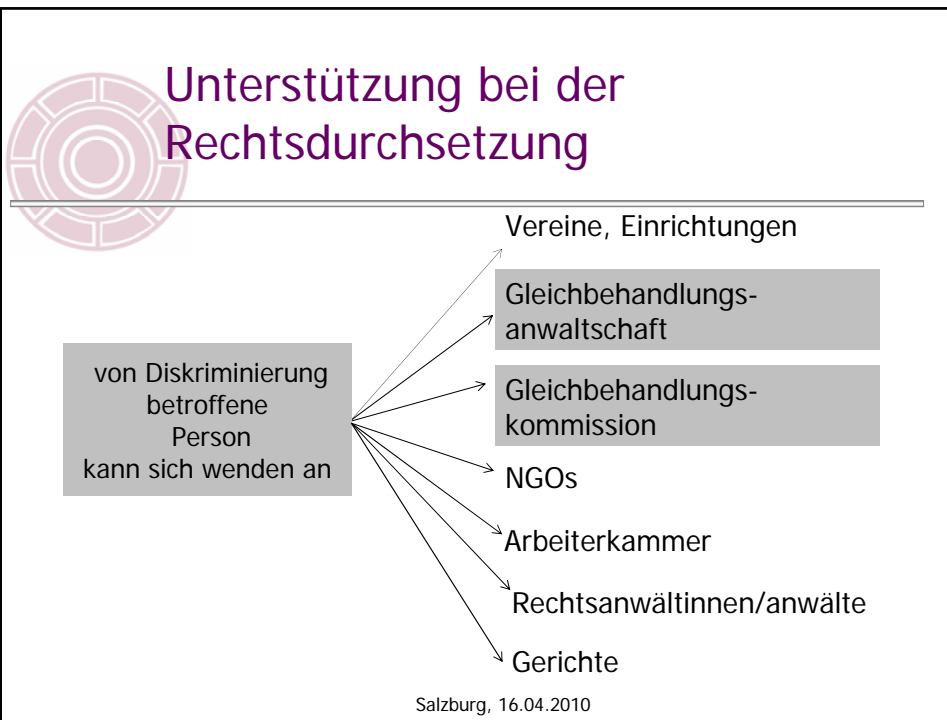 Unterstützung bei der
Rechtsdurchsetzung
von Diskriminierung
betroffene
Person
kann sich wenden an
Vereine, Einrichtungen
Gleichbehandlungs-
anwaltschaft
Gleichbehandlungs-
kommission
NGOs
Arbeiterkammer
Rechtsanwältinnen/anwälte
Gerichte
Salzburg, 16.04.2010